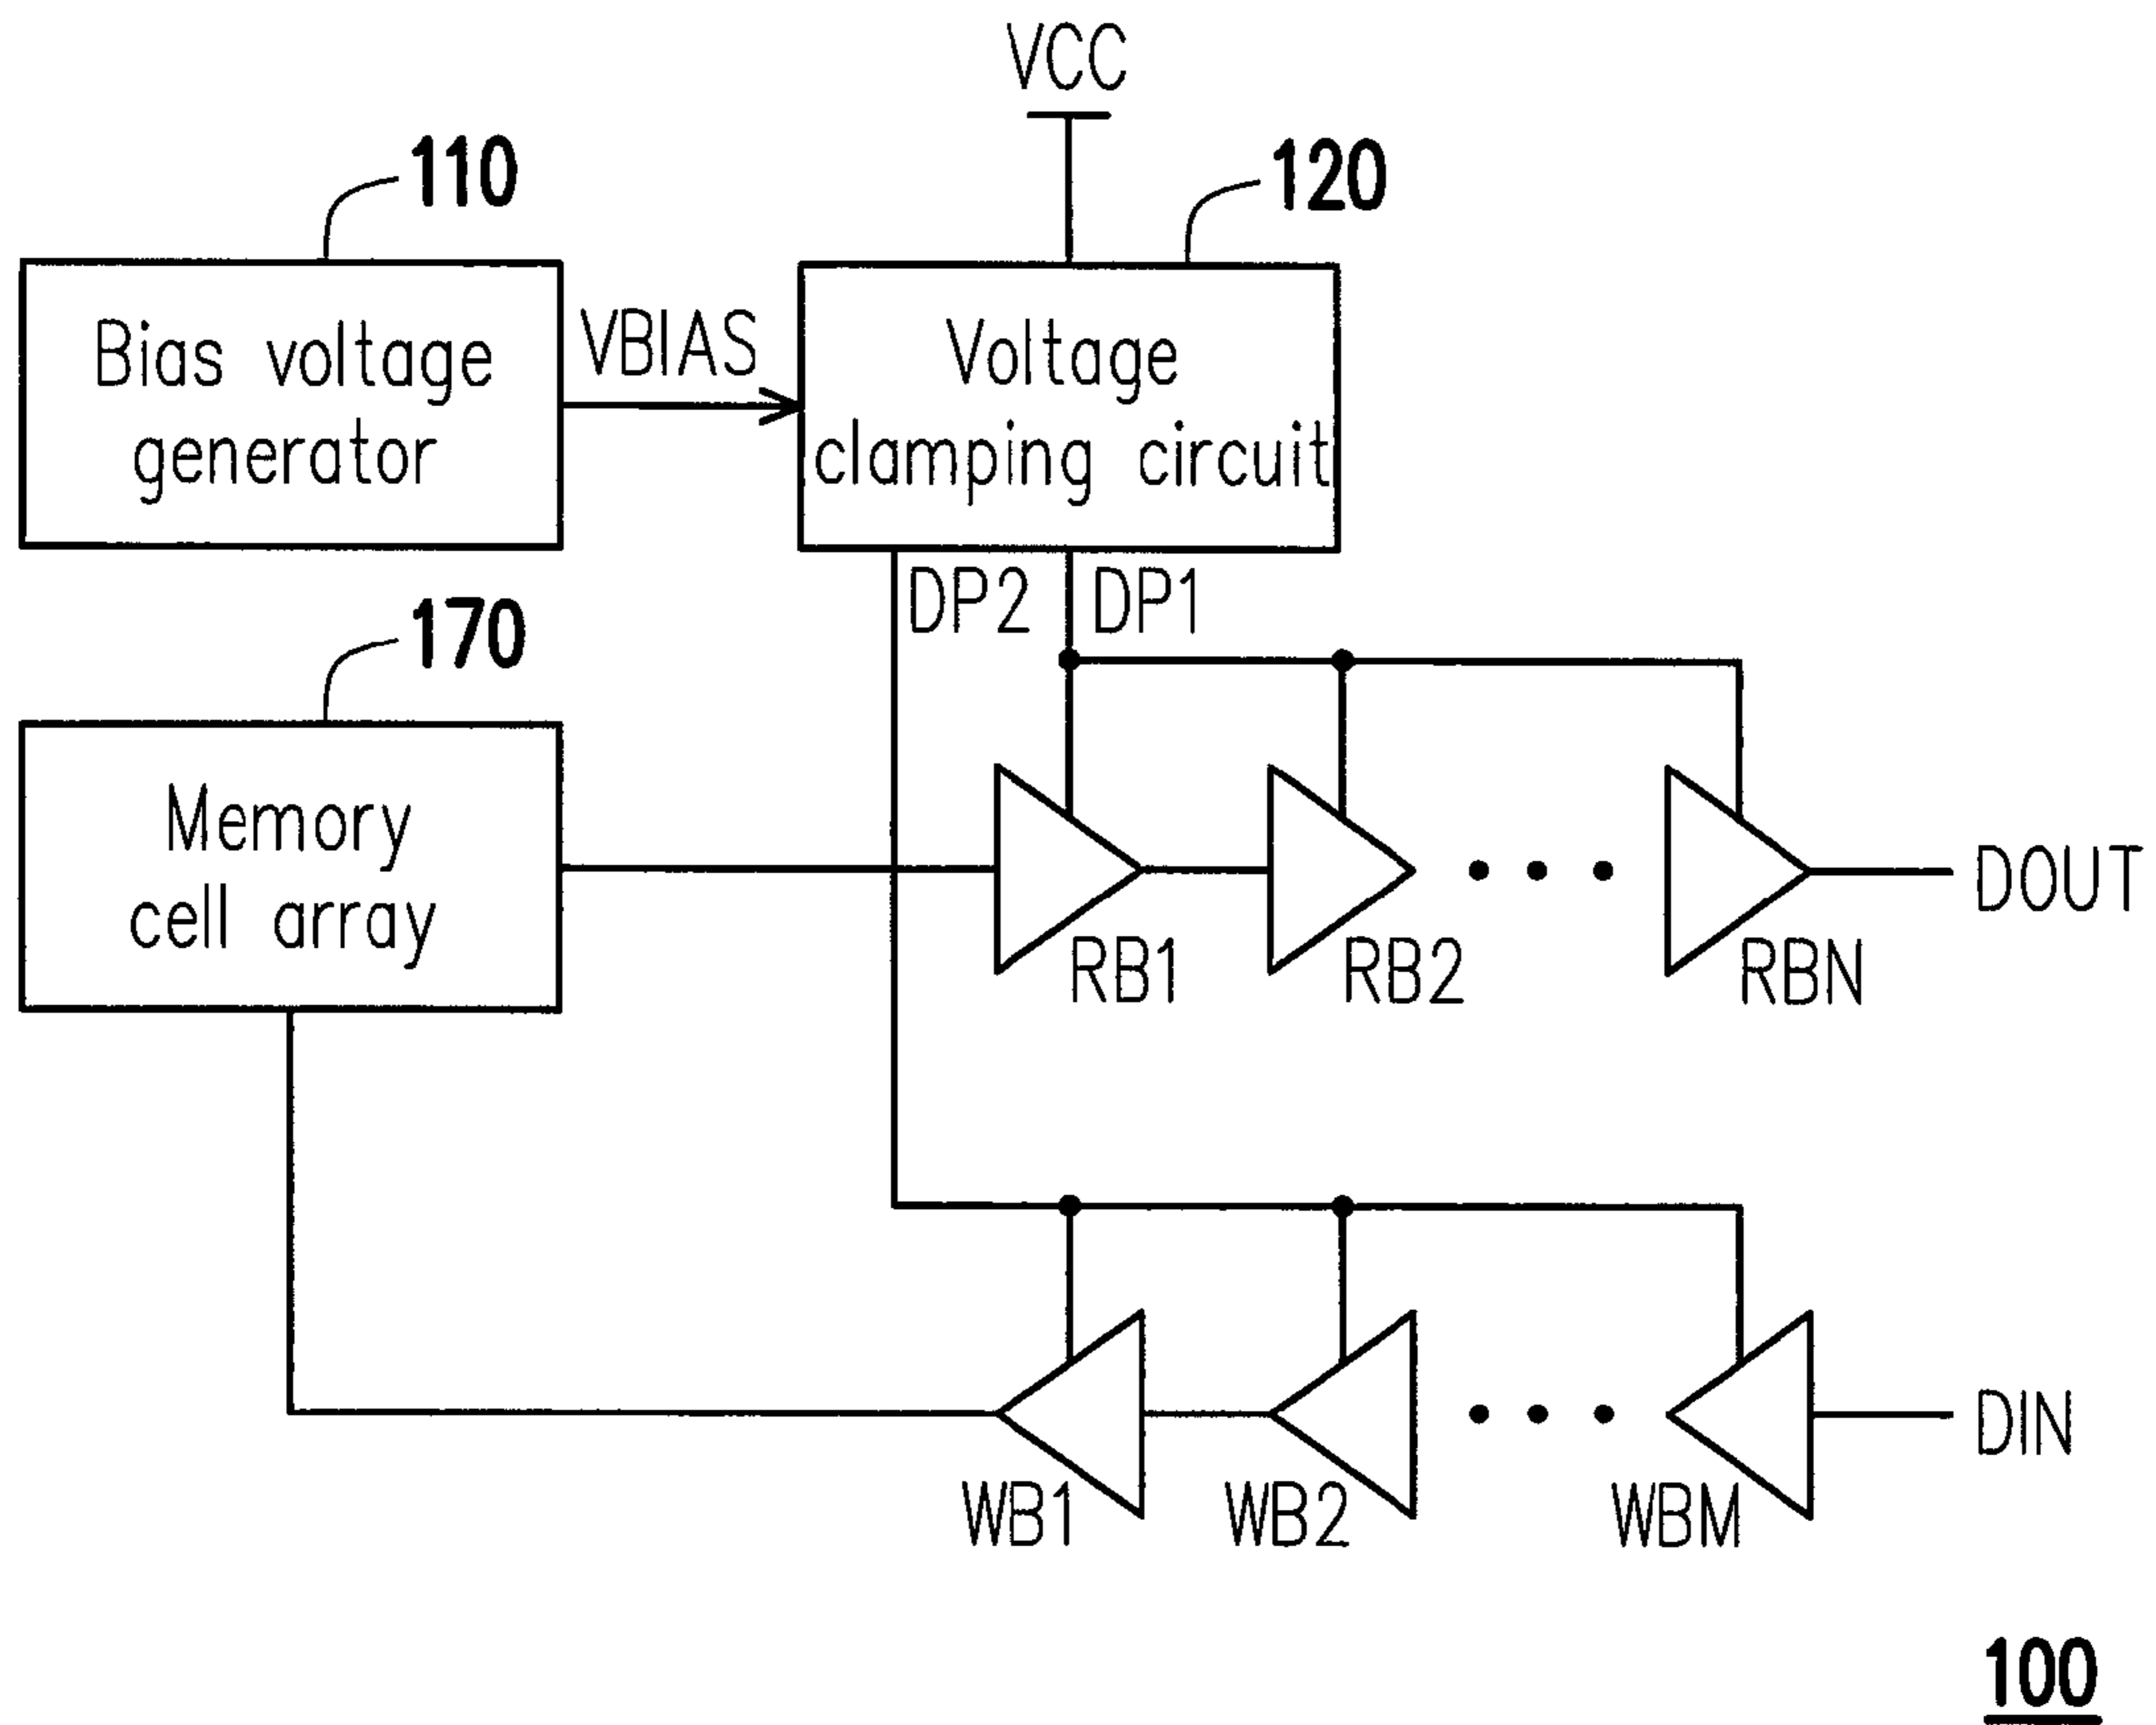 VCC
110
120
Bias voltage
generator
VBIAS
Voltage
clamping circuit
DP2
DP1
170
Memory
cell array
DOUT
RB1
RB2
RBN
DIN
WB1
WB2
WBM
100